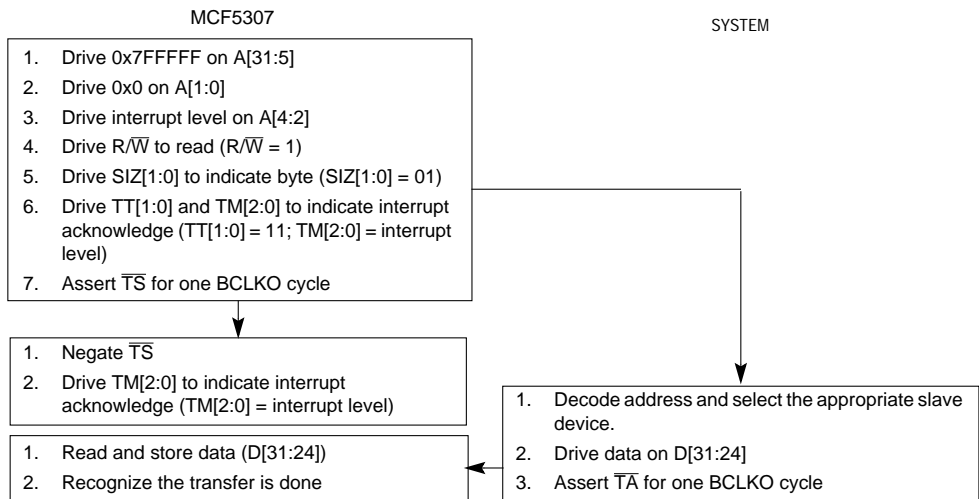 MCF5307
SYSTEM
1. Drive 0x7FFFFF on A[31:5]
2. Drive 0x0 on A[1:0]
3. Drive interrupt level on A[4:2]
4. Drive R/W̅ to read (R/W̅ = 1)
5. Drive SIZ[1:0] to indicate byte (SIZ[1:0] = 01)
6. Drive TT[1:0] and TM[2:0] to indicate interrupt
acknowledge (TT[1:0] = 11; TM[2:0] = interrupt
level)
7. Assert T̅S̅ for one BCLKO cycle
1. Negate T̅S̅
2. Drive TM[2:0] to indicate interrupt
acknowledge (TM[2:0] = interrupt level)
1. Decode address and select the appropriate slave
device.
2. Drive data on D[31:24]
3. Assert T̅A̅ for one BCLKO cycle
1. Read and store data (D[31:24])
2. Recognize the transfer is done